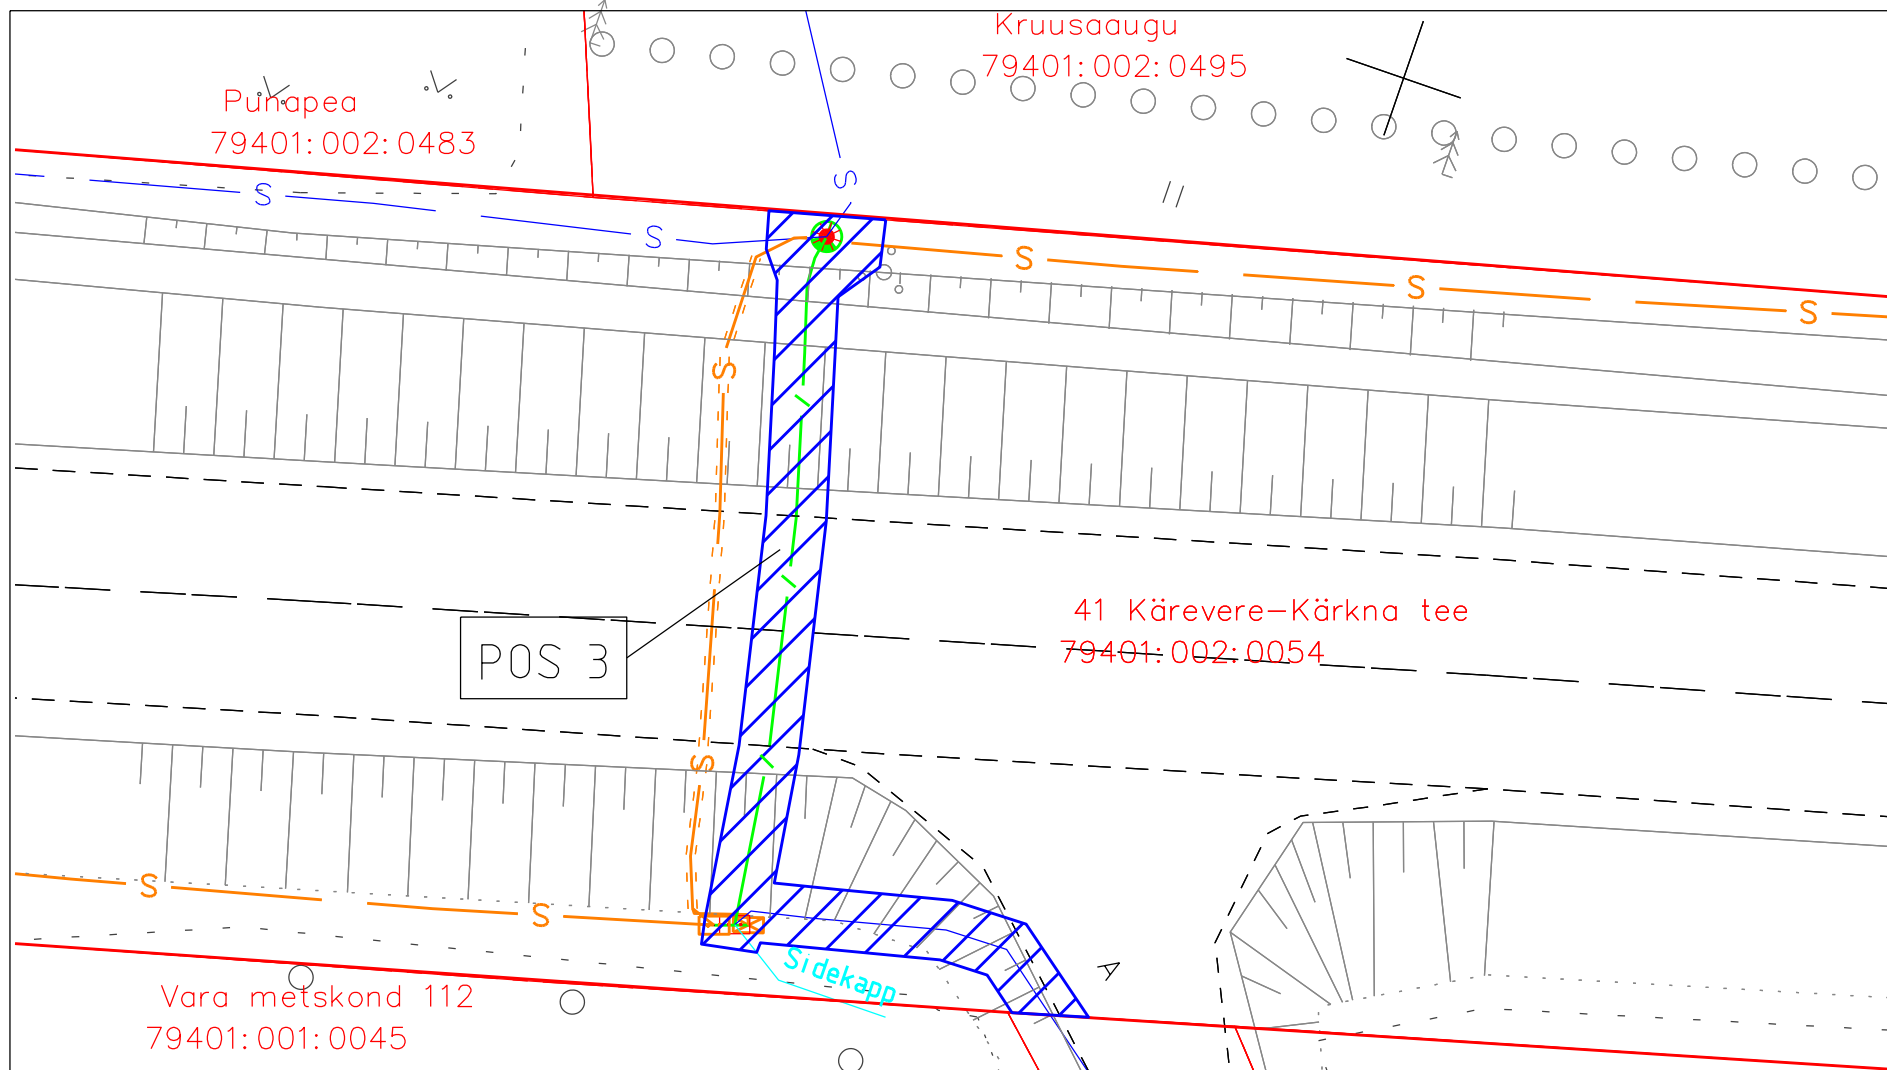 Kruusaaugu
79401:002:0495
Punapea
79401:002:0483
S
S
S
S
S
S
S
41 Kärevere-Kärkna tee
79401:002:0054
POS 3
S
S
S
A
Sidekapp
Vara metskond 112
79401:001:0045